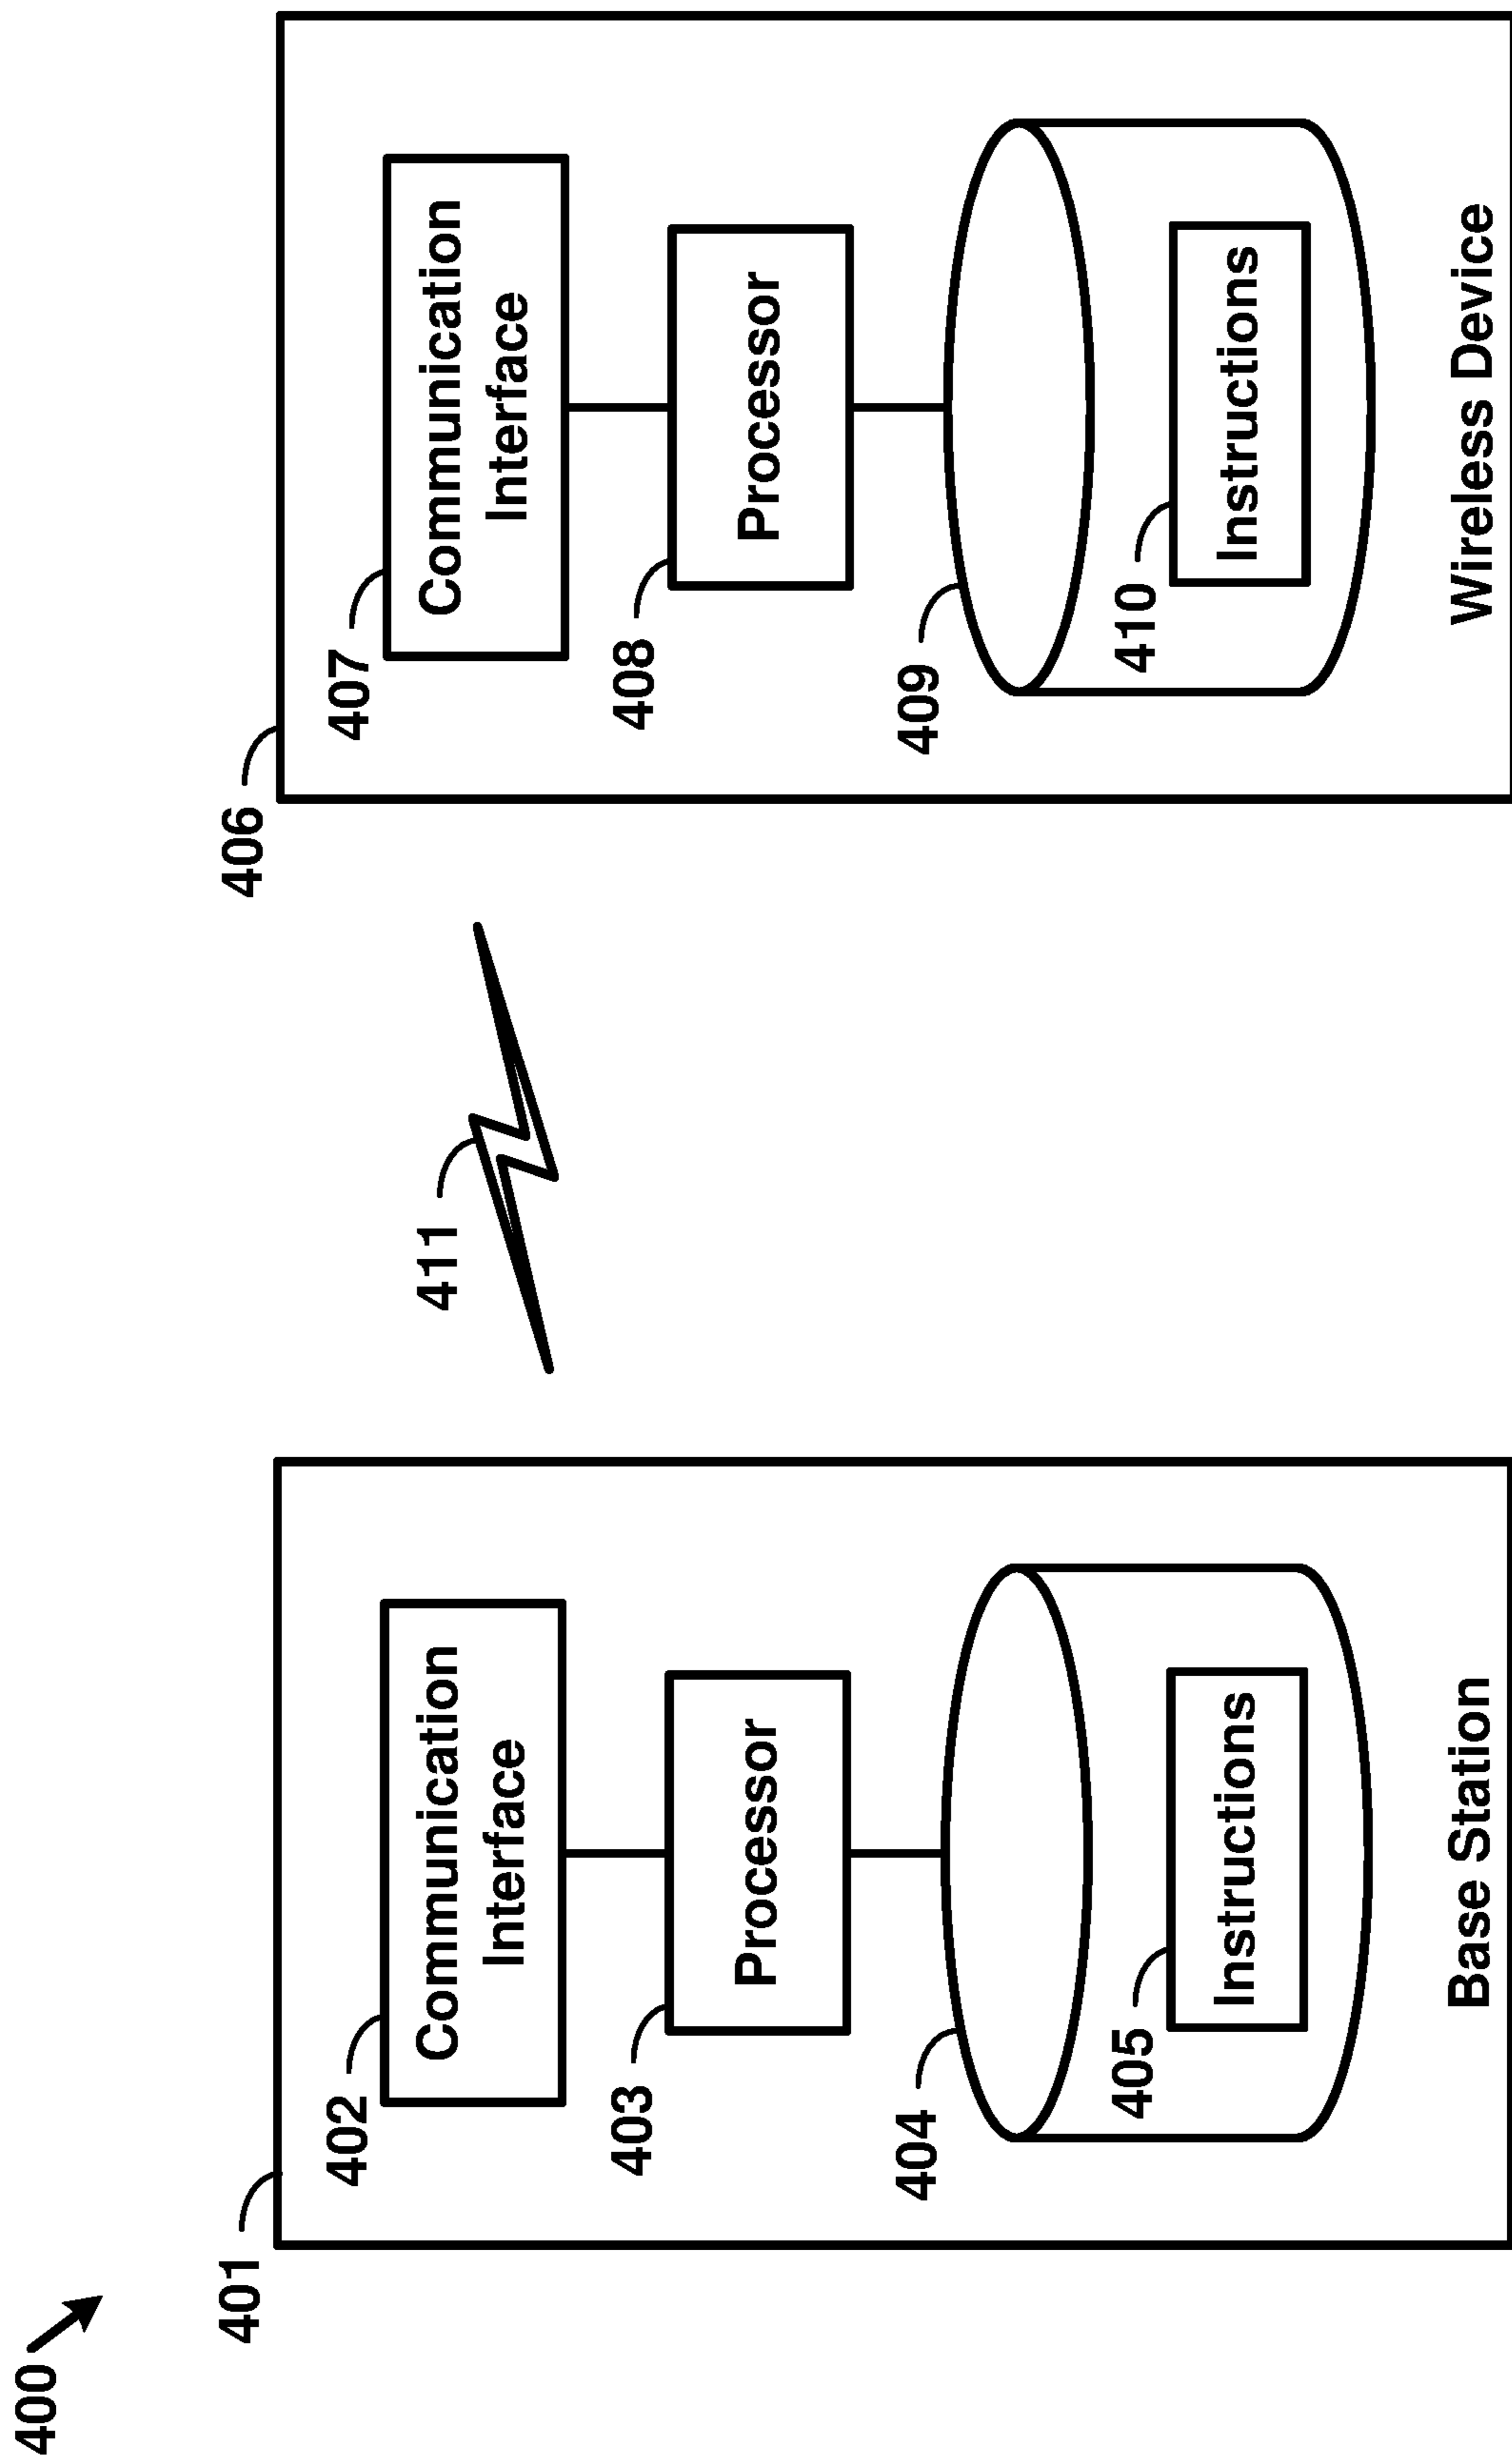 400
401
402
Communication
Interface
403
Processor
404
405
Instructions
Base Station
411
406
407
Communication
Interface
408
Processor
409
410
Instructions
Wireless Device